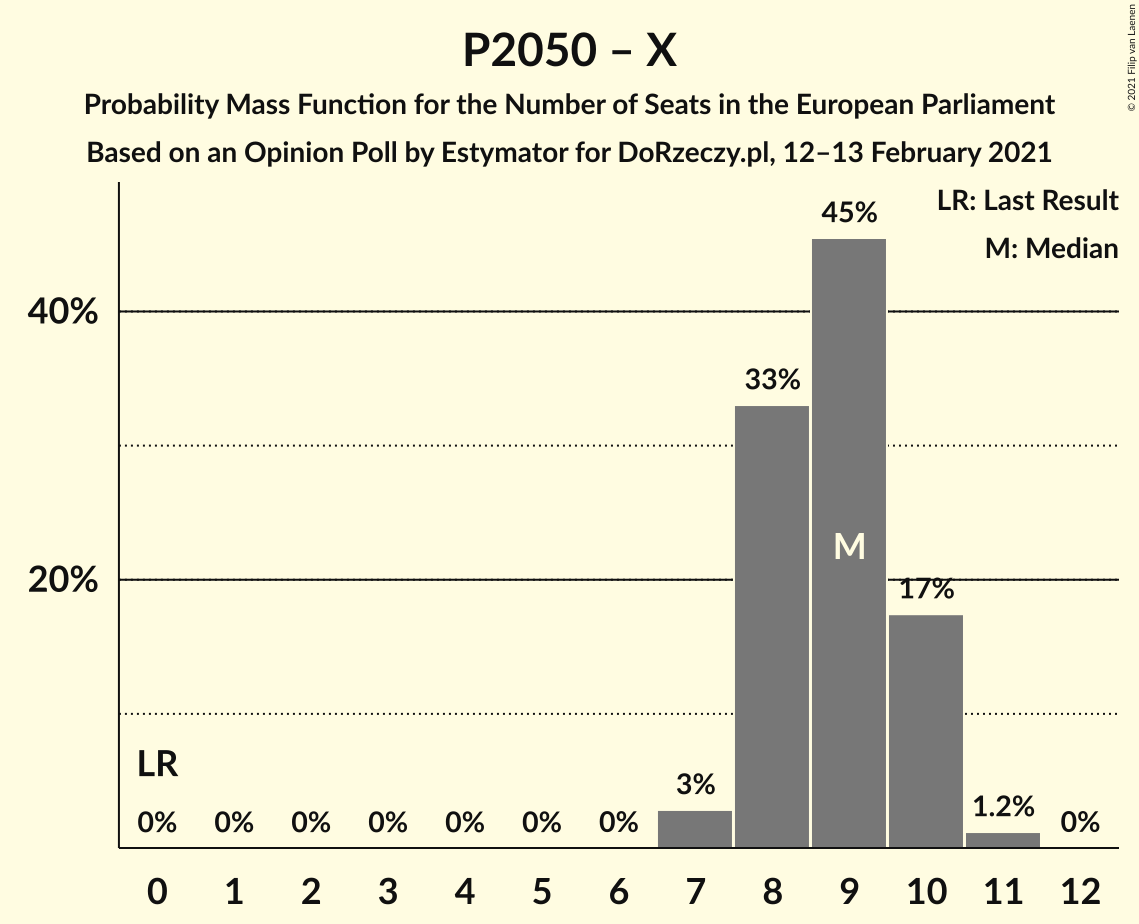 P2050 – X
Probability Mass Function for the Number of Seats in the European Parliament
Based on an Opinion Poll by Estymator for DoRzeczy.pl, 12–13 February 2021
© 2021 Filip van Laenen
LR: Last Result
M: Median
45%
40%
33%
M
20%
17%
LR
3%
1.2%
0% 0% 0% 0% 0% 0% 0% 0%
0 1 2 3 4 5 6 7 8 9 10 11 12